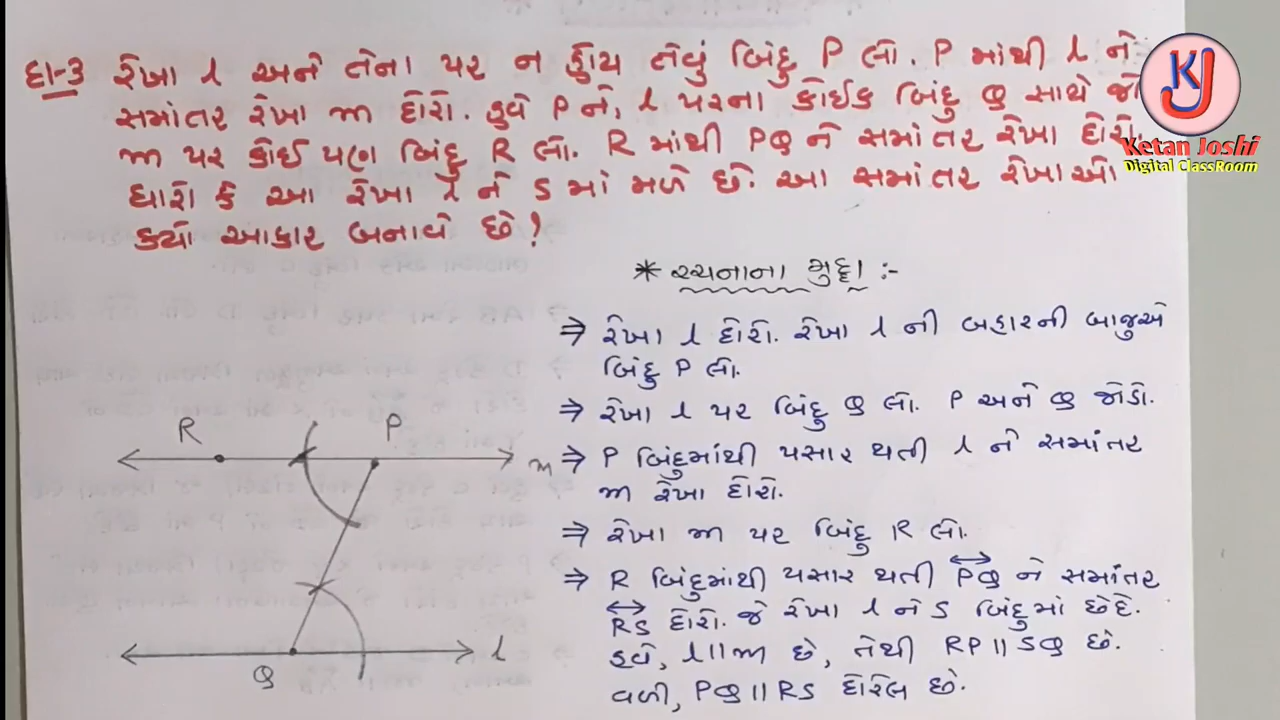 દા-૩ રેખા l અને તેના પર ન હોય તેવું બિંદુ P લો. P માંથી l ને
સમાંતર રેખા m દોરો. હવે P ને, l પરના કોઈક બિંદુ Q સાથે જો
m પર કોઈ પણ બિંદુ R લો. R માંથી PQ ને સમાંતર રેખા દોરો.
ધારો કે આ રેખા l ને S માં મળે છે. આ સમાંતર રેખાઓ
ક્યો આકાર બનાવે છે?
KJ
Ketan Joshi
Digital ClassRoom
* રચનાના મુદ્દા :-
⇒ રેખા l દોરો. રેખા l ની બહારની બાજુએ
બિંદુ P લો.
⇒ રેખા l પર બિંદુ Q લો. P અને Q જોડો.
⇒ P બિંદુમાંથી પસાર થતી l ને સમાંતર
m રેખા દોરો.
⇒ રેખા m પર બિંદુ R લો.
⇒ R બિંદુમાંથી પસાર થતી PQ ને સમાંતર
RS દોરો. જે રેખા l ને S બિંદુમાં છેદે.
હવે, l || m છે, તેથી RP || SQ છે.
વળી, PQ || RS દોરેલ છે.
R P
m
Q l